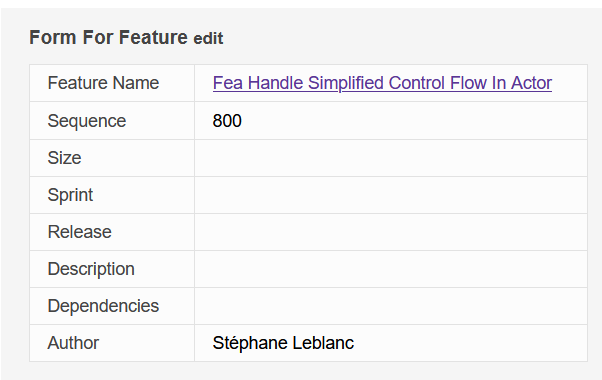 Form For Feature edit
Feature Name Fea Handle Simplified Control Flow In Actor
Sequence 800
Size
Sprint
Release
Description
Dependencies
Author Stéphane Leblanc